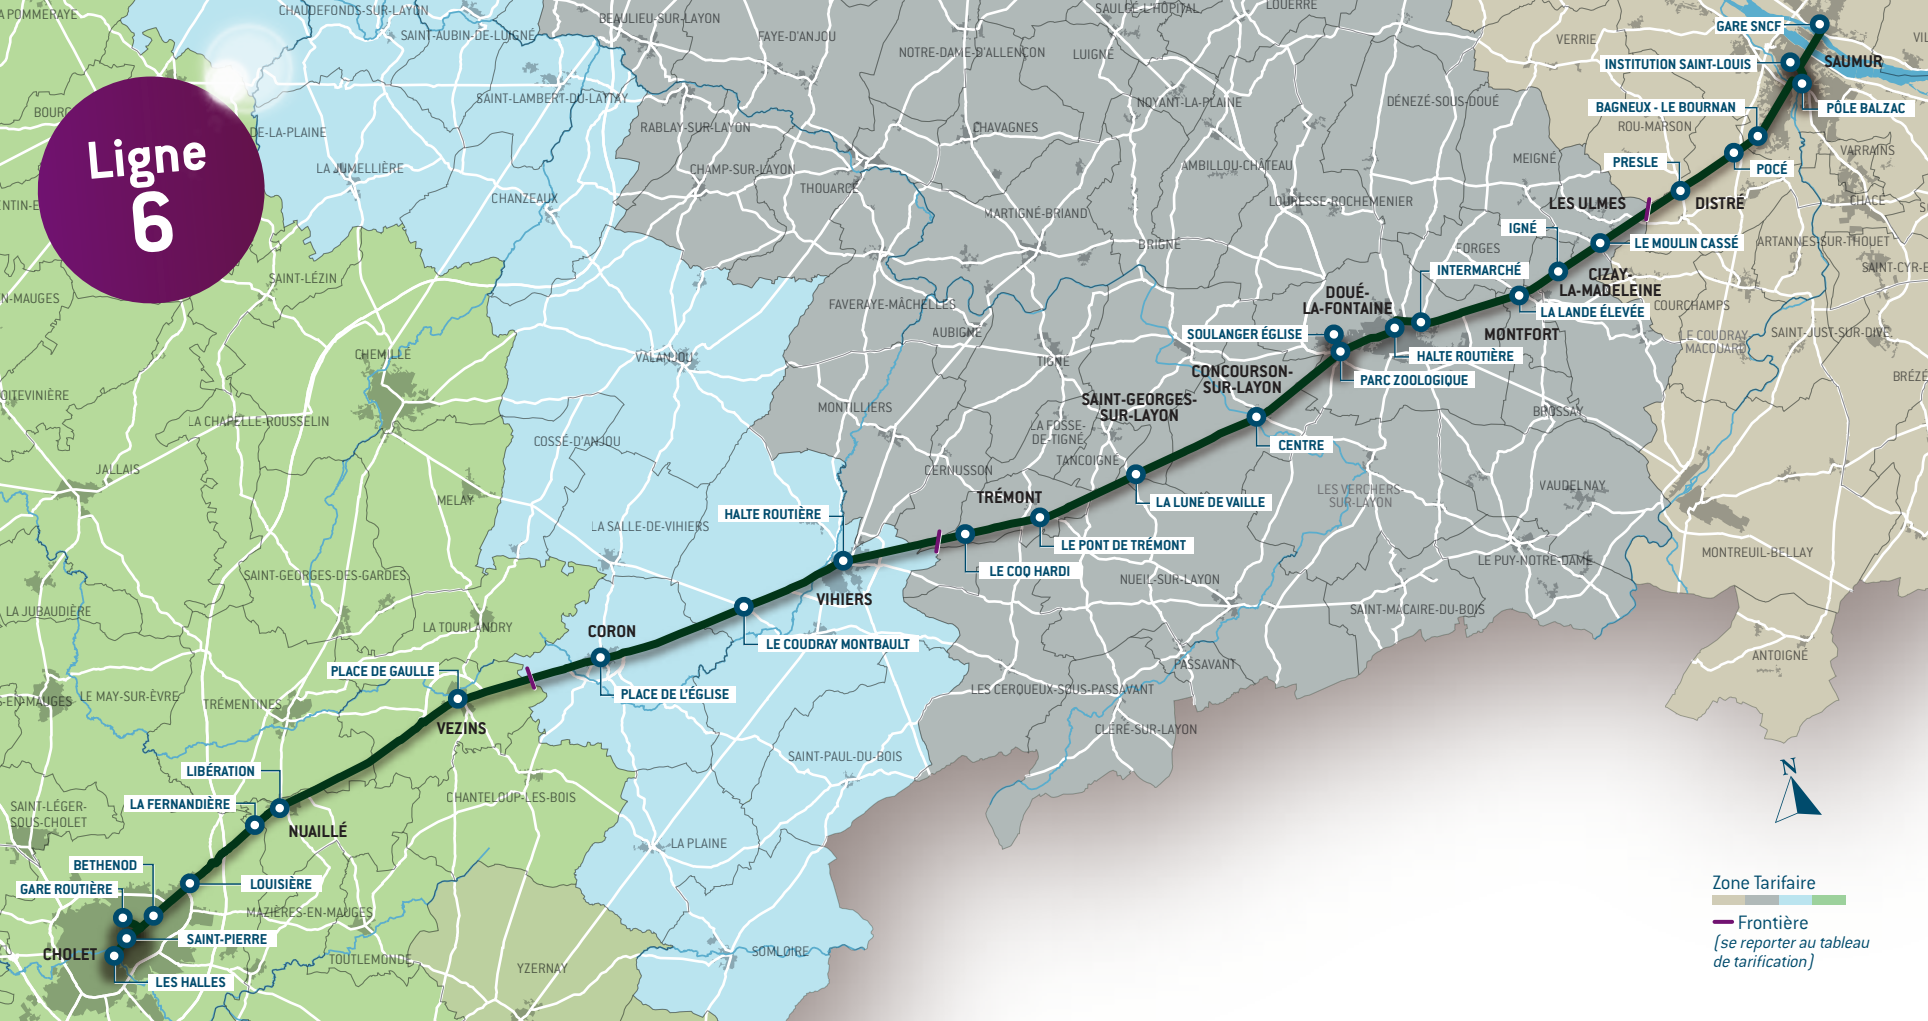 Ligne
6
LA POMMERAYE
CHAUDEFONDS-SUR-LAYON
SAINT-AUBIN-DE-LUIGNÉ
BEAULIEU-SUR-LAYON
FAYE-D'ANJOU
NOTRE-DAME-D'ALLENÇON
SAULGÉ-L'HÔPITAL
LUIGNÉ
LOUERRE
VERRIE
GARE SNCF
SAUMUR
INSTITUTION SAINT-LOUIS
PÔLE BALZAC
BAGNEUX - LE BOURNAN
ROU-MARSON
VARRAINS
SAINT-LAMBERT-DU-LATTAY
RABLAY-SUR-LAYON
CHAVAGNES
NOYANT-LA-PLAINE
DÉNEZÉ-SOUS-DOUÉ
DE-LA-PLAINE
LA JUMELLIÈRE
CHAMP-SUR-LAYON
THOUARCÉ
AMBILLOU-CHÂTEAU
MEIGNÉ
PRESLE
POCÉ
CHANZEAUX
MARTIGNÉ-BRIAND
LOURESSE-ROCHEMENIER
LES ULMES
DISTRÉ
CHACÉ
BRIGNÉ
IGNÉ
FORGES
LE MOULIN CASSÉ
ARTANNES-SUR-THOUET
SAINT-LÉZIN
N-MAUGES
FAVERAYE-MÂCHELLES
AUBIGNÉ
INTERMARCHÉ
CIZAY-
LA-MADELEINE
SAINT-CYR-E
COURCHAMPS
DOUÉ-
LA-FONTAINE
LA LANDE ÉLEVÉE
MONTFORT
LE COUDRAY
MACOUARD
SAINT-JUST-SUR-DIVE
CHEMILLÉ
VALANJOU
TIGNÉ
SOULANGER ÉGLISE
HALTE ROUTIÈRE
PARC ZOOLOGIQUE
CONCOURSON-
SUR-LAYON
BRÉZÉ
OITEVINIÈRE
LA CHAPELLE-ROUSSELIN
MONTILLIERS
SAINT-GEORGES-
SUR-LAYON
BROSSAY
LA FOSSE-
DE-TIGNÉ
COSSÉ-D'ANJOU
CENTRE
JALLAIS
MELAY
CERNUSSON
TANCOIGNÉ
TRÉMONT
LA LUNE DE VAILLE
LES VERCHERS-
SUR-LAYON
VAUDELNAY
HALTE ROUTIÈRE
LA SALLE-DE-VIHIERS
LE PONT DE TRÉMONT
LE COQ HARDI
NUEIL-SUR-LAYON
LE PUY-NOTRE-DAME
MONTREUIL-BELLAY
SAINT-GEORGES-DES-GARDES
VIHIERS
LA JUBAUDIÈRE
LA TOURLANDRY
CORON
LE COUDRAY MONTBAULT
SAINT-MACAIRE-DU-BOIS
PASSAVANT
ANTOIGNÉ
PLACE DE GAULLE
PLACE DE L'ÉGLISE
LES CERQUEUX-SOUS-PASSAVANT
S-EN-MAUGES
LE MAY-SUR-ÈVRE
TRÉMENTINES
VEZINS
CLÉRÉ-SUR-LAYON
SAINT-PAUL-DU-BOIS
LIBÉRATION
LA FERNANDIÈRE
NUAILLÉ
CHANTELOUP-LES-BOIS
SAINT-LÉGER-
SOUS-CHOLET
LA PLAINE
BETHENOD
GARE ROUTIÈRE
LOUISIÈRE
MAZIÈRES-EN-MAUGES
CHOLET
SAINT-PIERRE
LES HALLES
TOUTLEMONDE
YZERNAY
SOMLOIRE
N
Zone Tarifaire
Frontière
(se reporter au tableau
de tarification)